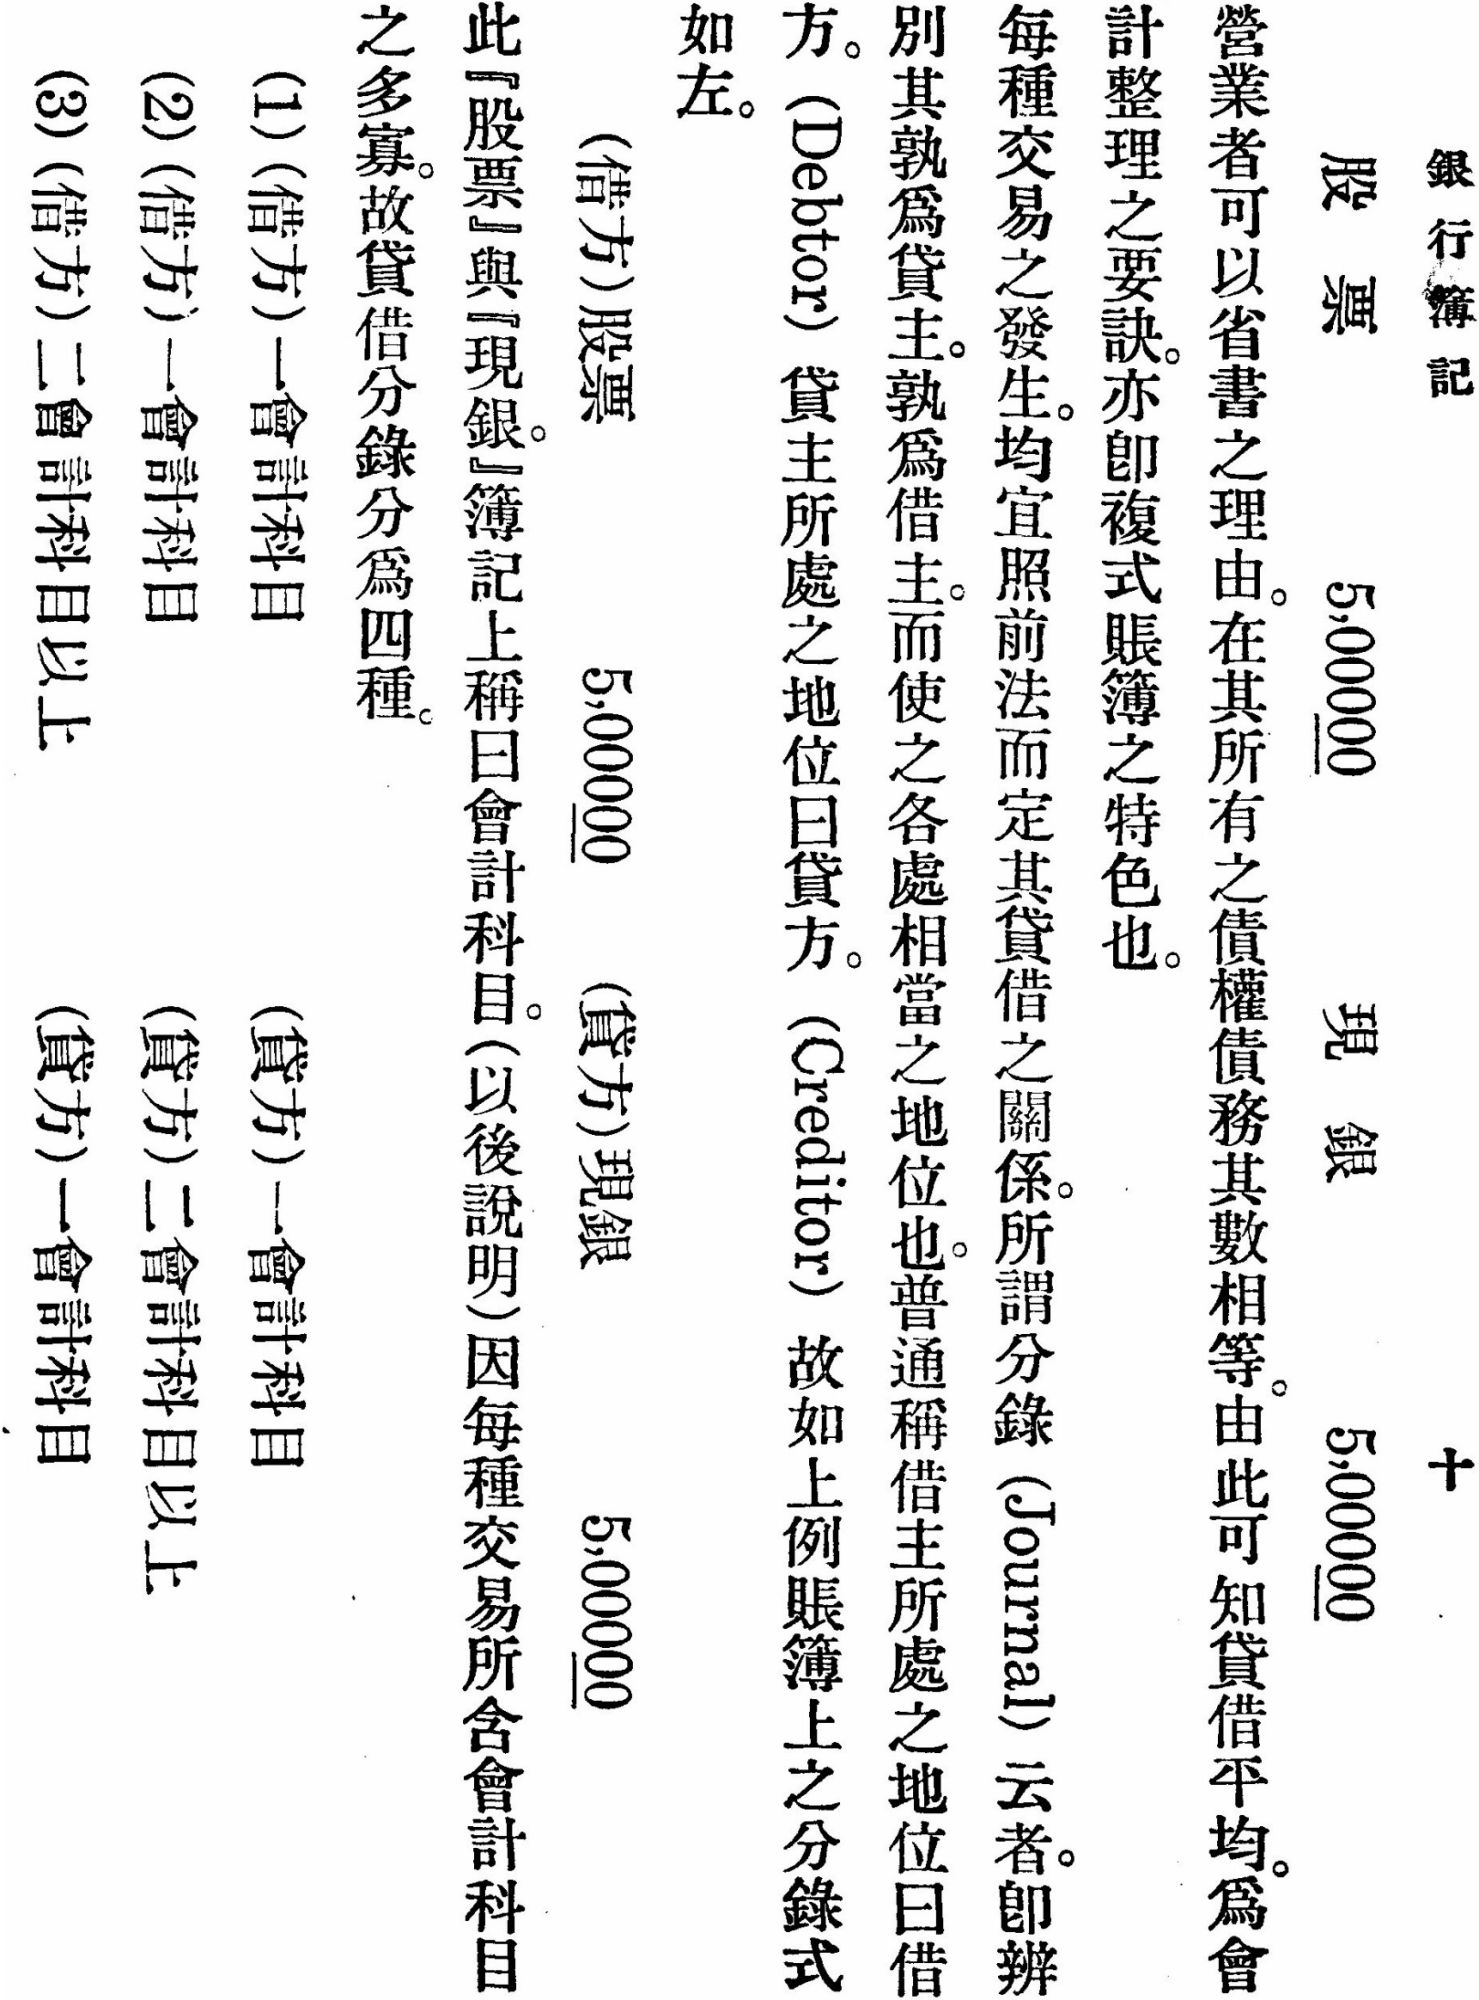 銀行簿記 十
股票 5,00000 現銀 5,00000
營業者可以省書之理由。在其所有之債權債務其數相等。由此可知貸借平均。爲會
計整理之要訣。亦卽複式賬簿之特色也。
每種交易之發生。均宜照前法而定其貸借之關係。所謂分錄(Journal)云者。卽辨
別其孰爲貸主。孰爲借主。而使之各處相當之地位也。普通稱借主所處之地位曰借
方。(Debtor)貸主所處之地位曰貸方。(Creditor)故如上例賬簿上之分錄式
如左。
(借方)股票 5,00000 (貸方)現銀 5,00000
此『股票』與『現銀。』簿記上稱曰會計科目。(以後說明)因每種交易所含會計科目
之多寡。故貸借分錄分爲四種。
(1)(借方)一會計科目 (貸方)一會計科目
(2)(借方)一會計科目 (貸方)二會計科目以上
(3)(借方)二會計科目以上 (貸方)一會計科目